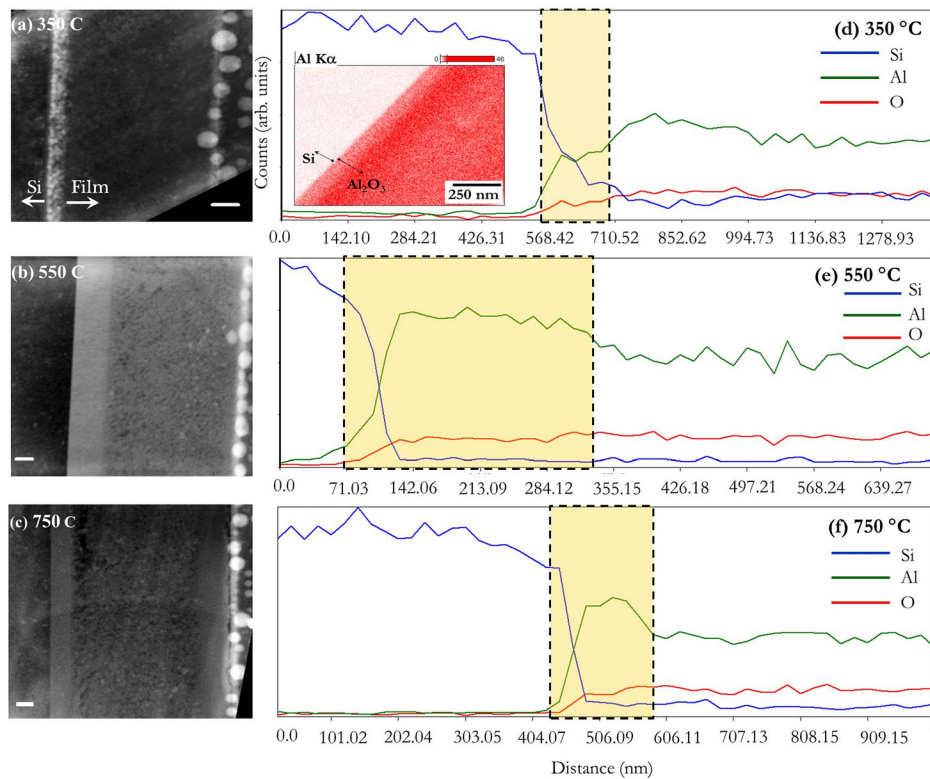 (a) 350 C
Si
Film
(b) 550 C
(c) 750 C
Counts (arb. units)
(d) 350 °C
Si
Al
O
Al Kα
0
46
Si
Al₂O₃
250 nm
0.0 142.10 284.21 426.31 568.42 710.52 852.62 994.73 1136.83 1278.93
(e) 550 °C
Si
Al
O
0.0 71.03 142.06 213.09 284.12 355.15 426.18 497.21 568.24 639.27
(f) 750 °C
Si
Al
O
0.0 101.02 202.04 303.05 404.07 506.09 606.11 707.13 808.15 909.15
Distance (nm)